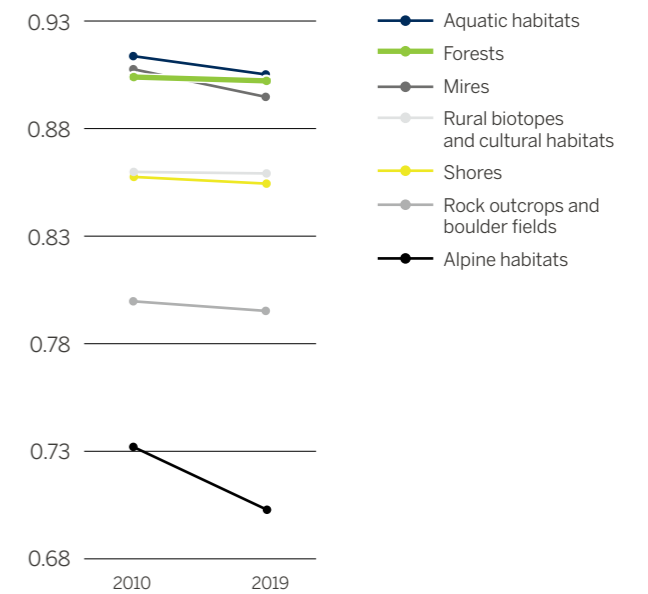 0.93
0.88
0.83
0.78
0.73
0.68
2010
2019
Aquatic habitats
Forests
Mires
Rural biotopes
and cultural habitats
Shores
Rock outcrops and
boulder fields
Alpine habitats